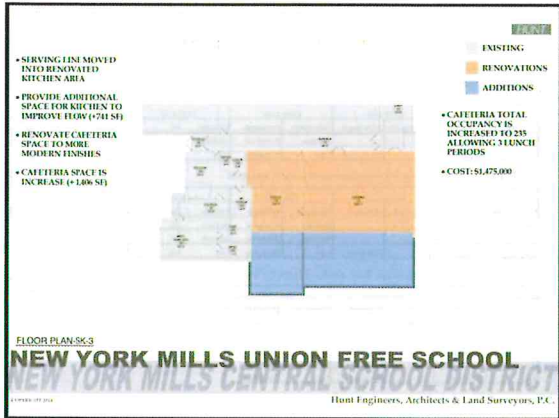 HUNT
• SERVING LINE MOVED
INTO RENOVATED
KITCHEN AREA
• PROVIDE ADDITIONAL
SPACE FOR KITCHEN TO
IMPROVE FLOW (+741 SF)
• RENOVATE CAFETERIA
SPACE TO MORE
MODERN FINISHES
• CAFETERIA SPACE IS
INCREASE (+1,406 SF)
EXISTING
RENOVATIONS
ADDITIONS
• CAFETERIA TOTAL
OCCUPANCY IS
INCREASED TO 235
ALLOWING 3 LUNCH
PERIODS
• COST: $1,475,000
FLOOR PLAN-SK-3
NEW YORK MILLS UNION FREE SCHOOL
NEW YORK MILLS CENTRAL SCHOOL DISTRICT
Hunt Engineers, Architects & Land Surveyors, P.C.